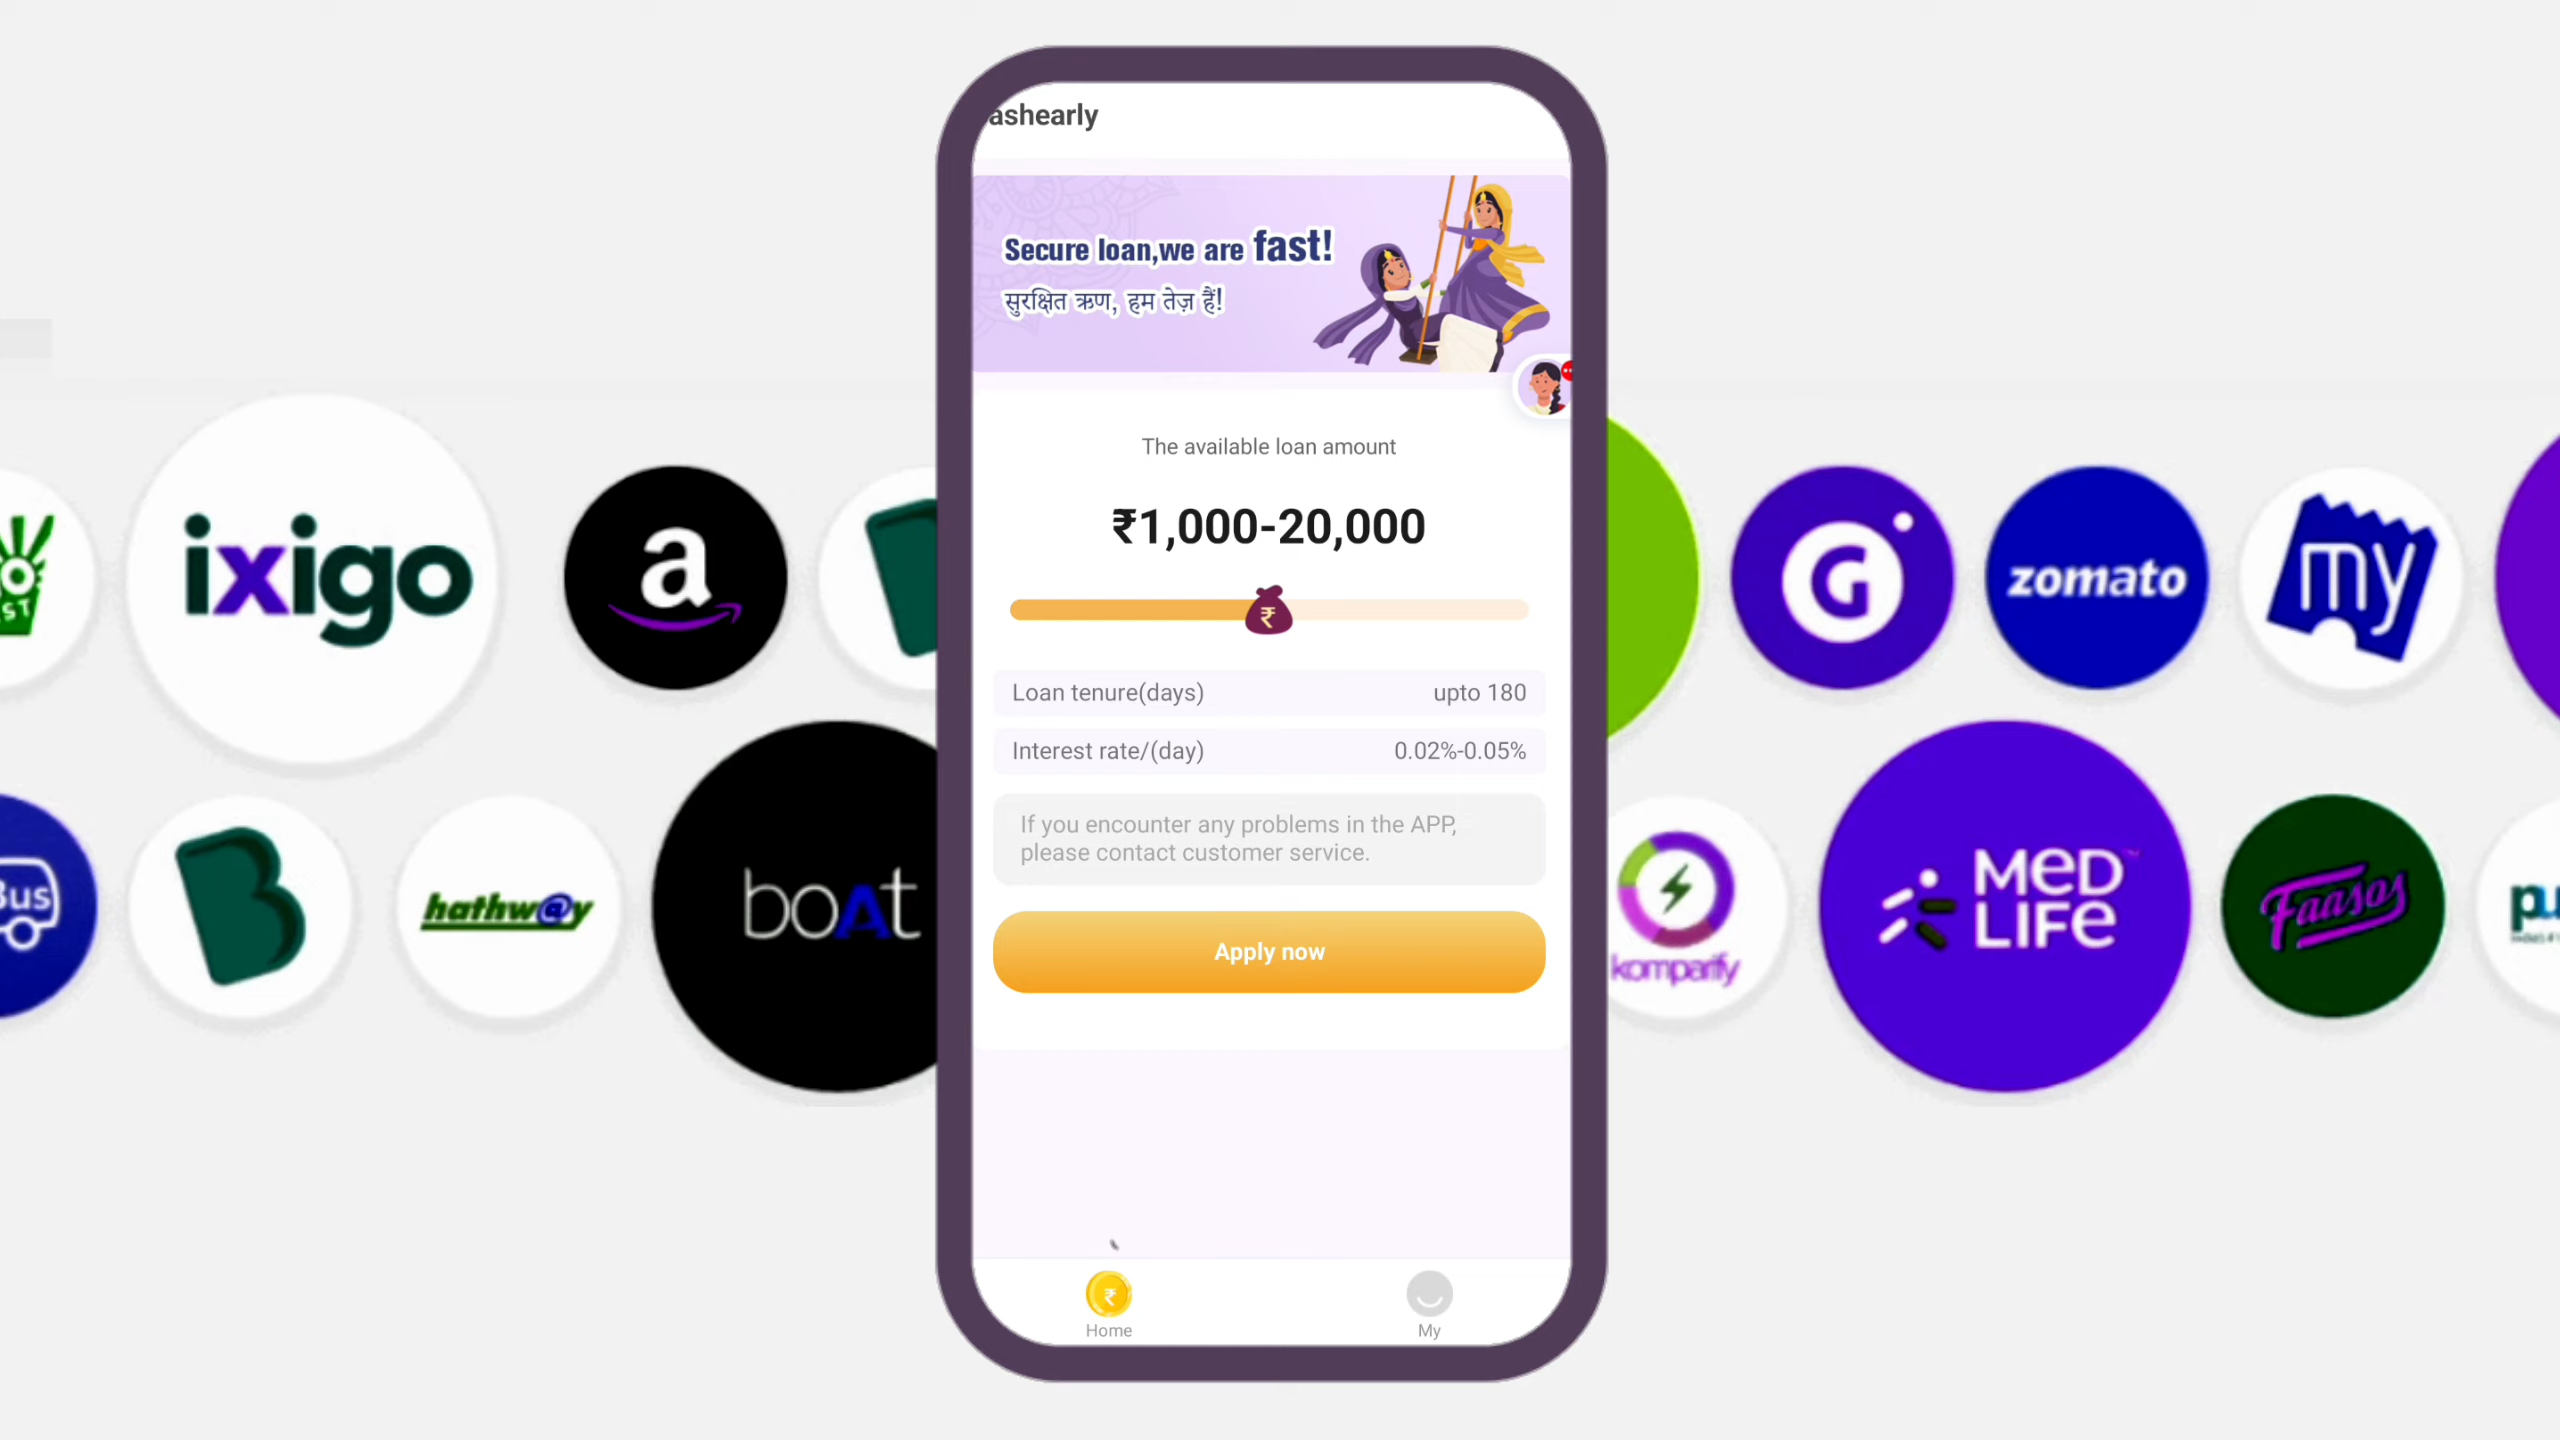 ashearly
Secure loan,we are fast!
सुरक्षित ऋण, हम तेज़ हैं!
The available loan amount
₹1,000-20,000
₹
Loan tenure(days) upto 180
Interest rate/(day) 0.02%-0.05%
If you encounter any problems in the APP,
please contact customer service.
Apply now
₹
Home My
ixigo
a
G
zomato
my
Bus
B
hathw@y
boAt
komparify
MeD
LIFe
Faasos